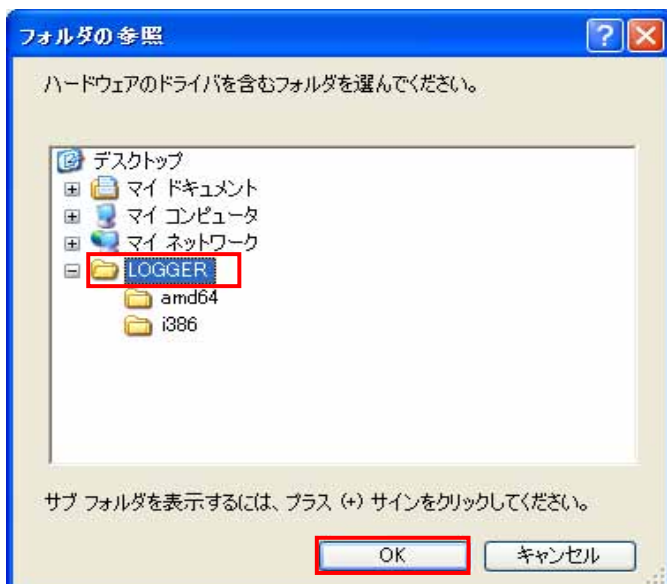 フォルダの参照
ハードウェアのドライバを含むフォルダを選んでください。
デスクトップ
マイ ドキュメント
マイ コンピュータ
マイ ネットワーク
LOGGER
amd64
i386
サブ フォルダを表示するには、プラス (+) サインをクリックしてください。
OK キャンセル